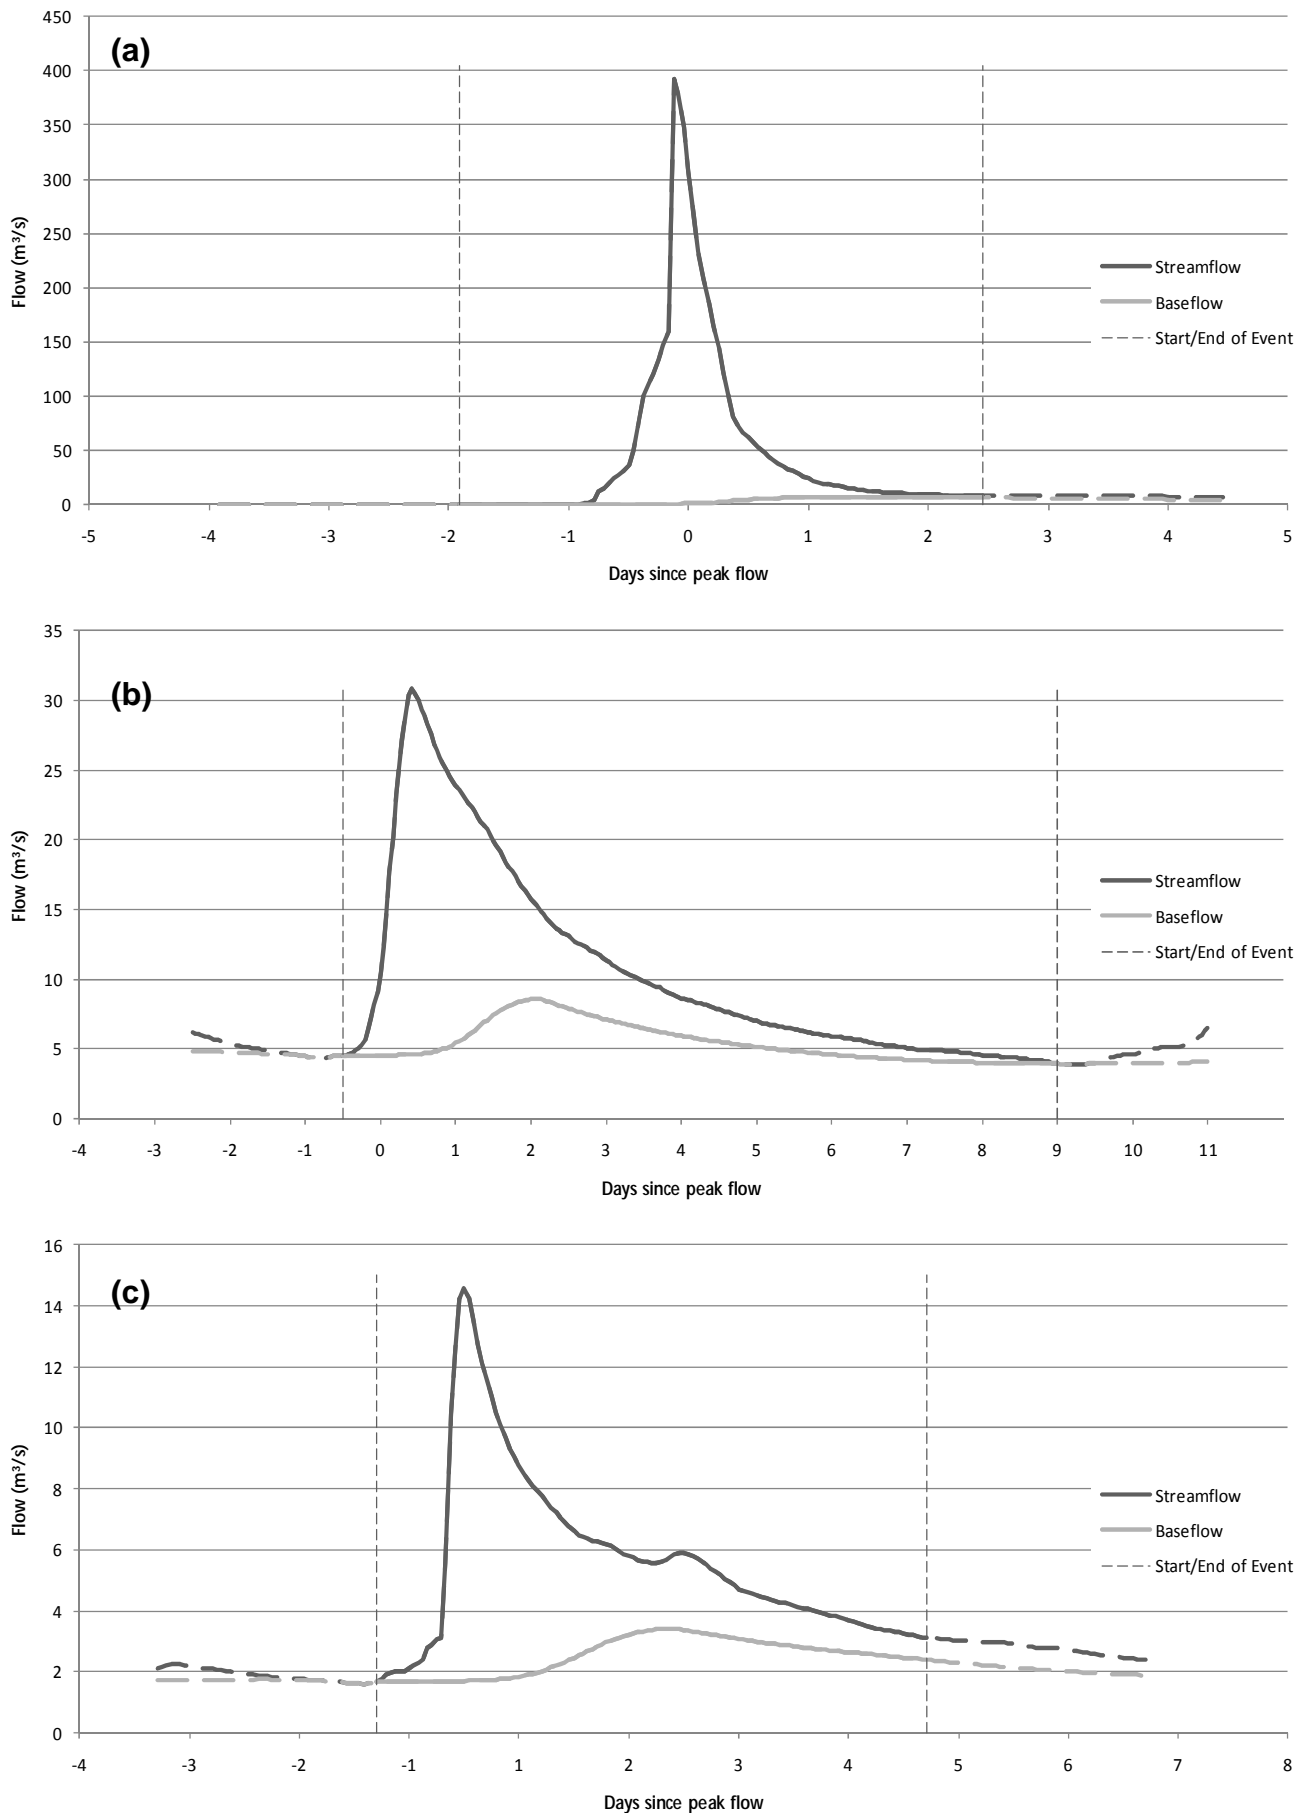 450
(a)
400
350
300
250
200
150
100
50
0
Flow (m³/s)
Streamflow
Baseflow
Start/End of Event
-5 -4 -3 -2 -1 0 1 2 3 4 5
Days since peak flow
35
(b)
30
25
20
15
10
5
0
Flow (m³/s)
Streamflow
Baseflow
Start/End of Event
-4 -3 -2 -1 0 1 2 3 4 5 6 7 8 9 10 11
Days since peak flow
16
(c)
14
12
10
8
6
4
2
0
Flow (m³/s)
Streamflow
Baseflow
Start/End of Event
-4 -3 -2 -1 1 2 3 4 5 6 7 8
Days since peak flow